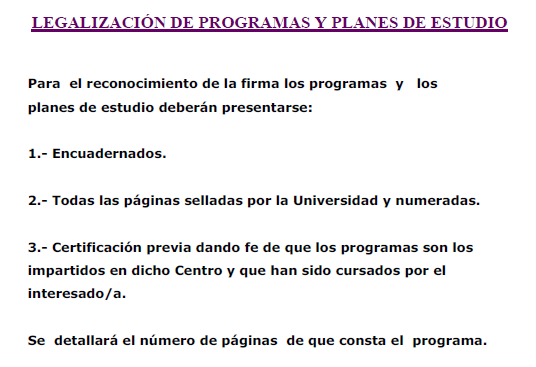 LEGALIZACIÓN DE PROGRAMAS Y PLANES DE ESTUDIO
Para el reconocimiento de la firma los programas y los
planes de estudio deberán presentarse:
1.- Encuadernados.
2.- Todas las páginas selladas por la Universidad y numeradas.
3.- Certificación previa dando fe de que los programas son los
impartidos en dicho Centro y que han sido cursados por el
interesado/a.
Se detallará el número de páginas de que consta el programa.